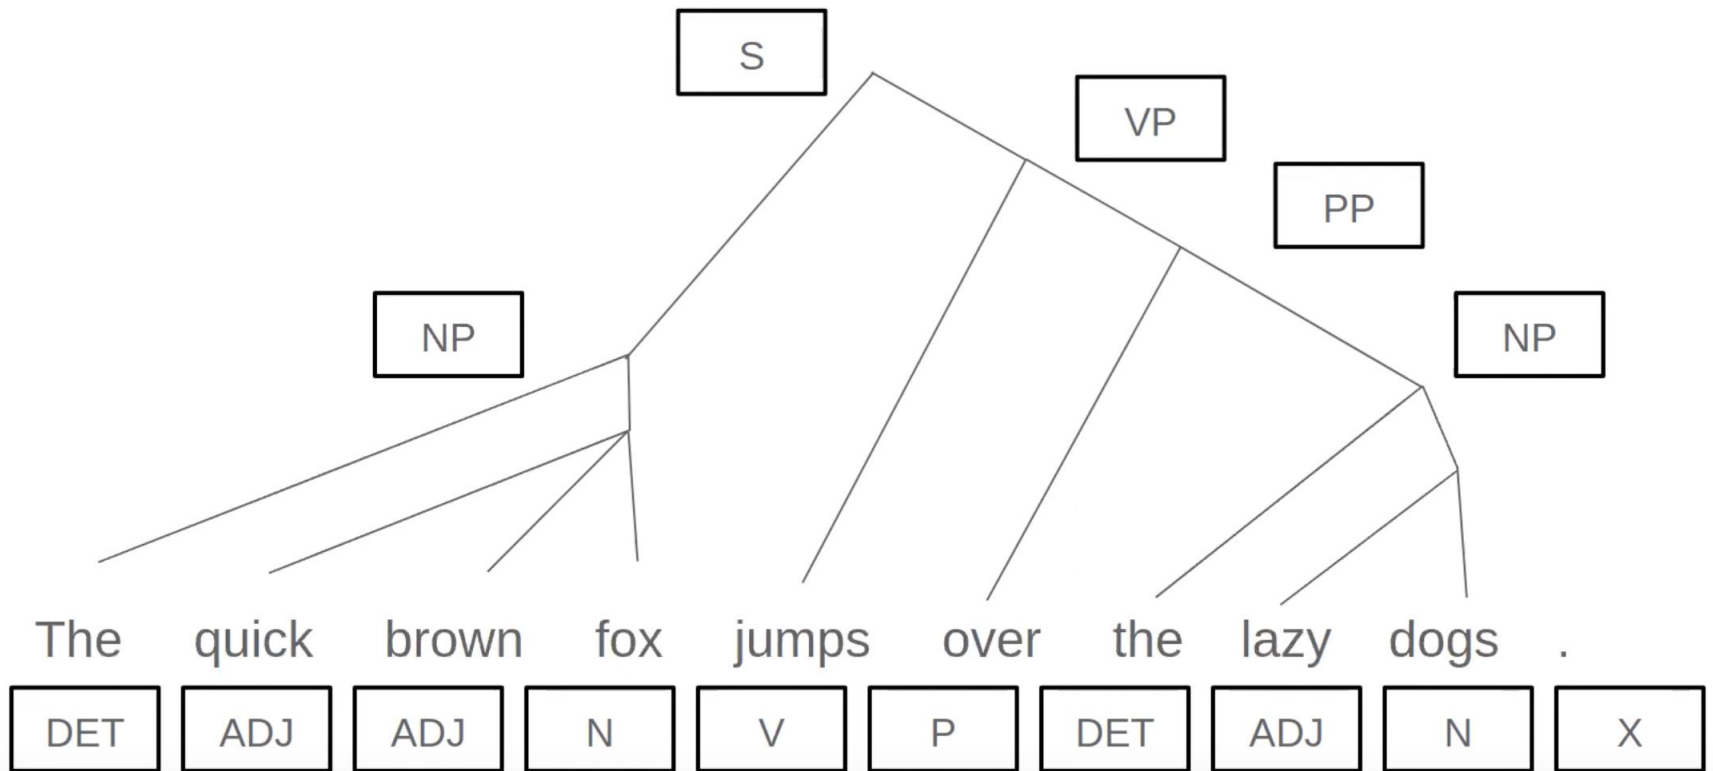 S
VP
PP
NP
NP
The quick brown fox jumps over the lazy dogs .
DET ADJ ADJ N V P DET ADJ N X